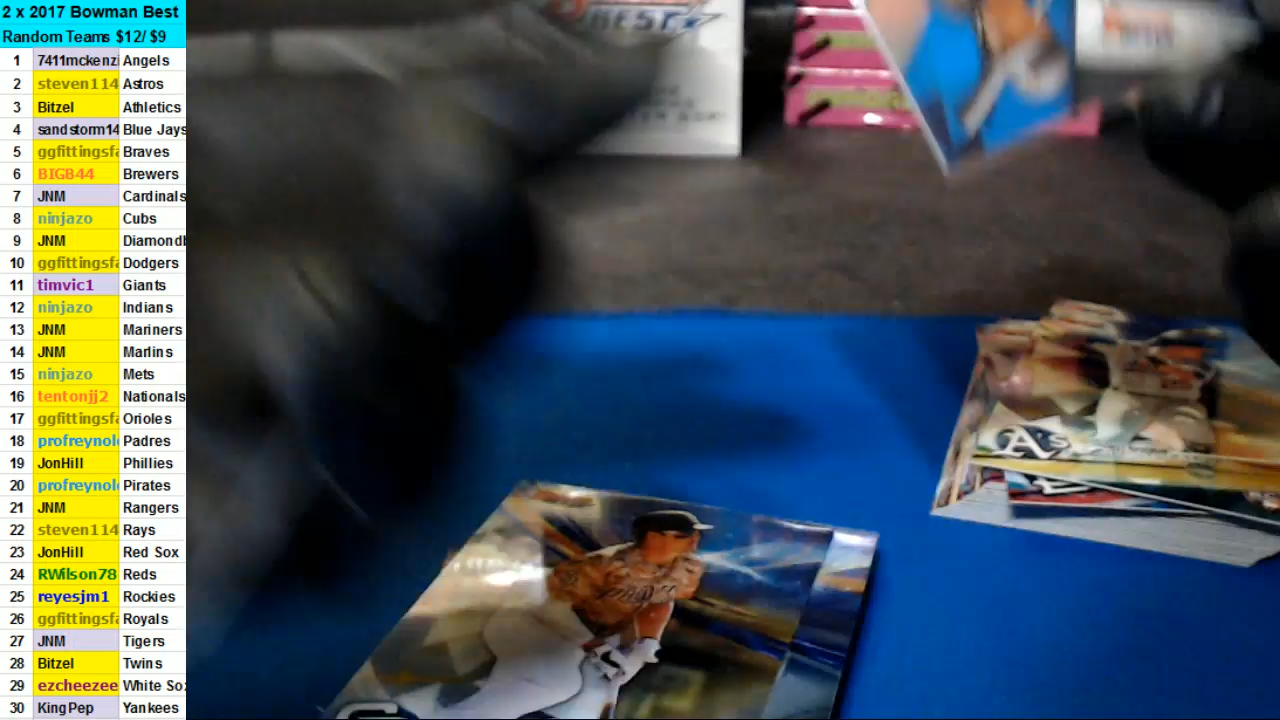 2 x 2017 Bowman Best
Random Teams $12/ $9
1 7411mckenzi Angels
2 steven114 Astros
3 Bitzel Athletics
4 sandstorm14 Blue Jays
5 ggfittingsfa Braves
6 BIG844 Brewers
7 JNM Cardinals
8 ninjazo Cubs
9 JNM Diamondb
10 ggfittingsfa Dodgers
11 timvic1 Giants
12 ninjazo Indians
13 JNM Mariners
14 JNM Marlins
15 ninjazo Mets
16 tentonjj2 Nationals
17 ggfittingsfa Orioles
18 profreynol Padres
19 JonHill Phillies
20 profreynol Pirates
21 JNM Rangers
22 steven114 Rays
23 JonHill Red Sox
24 RWilson78 Reds
25 reyesjm1 Rockies
26 ggfittingsfa Royals
27 JNM Tigers
28 Bitzel Twins
29 ezcheezee White Sox
30 KingPep Yankees
BEST
A's